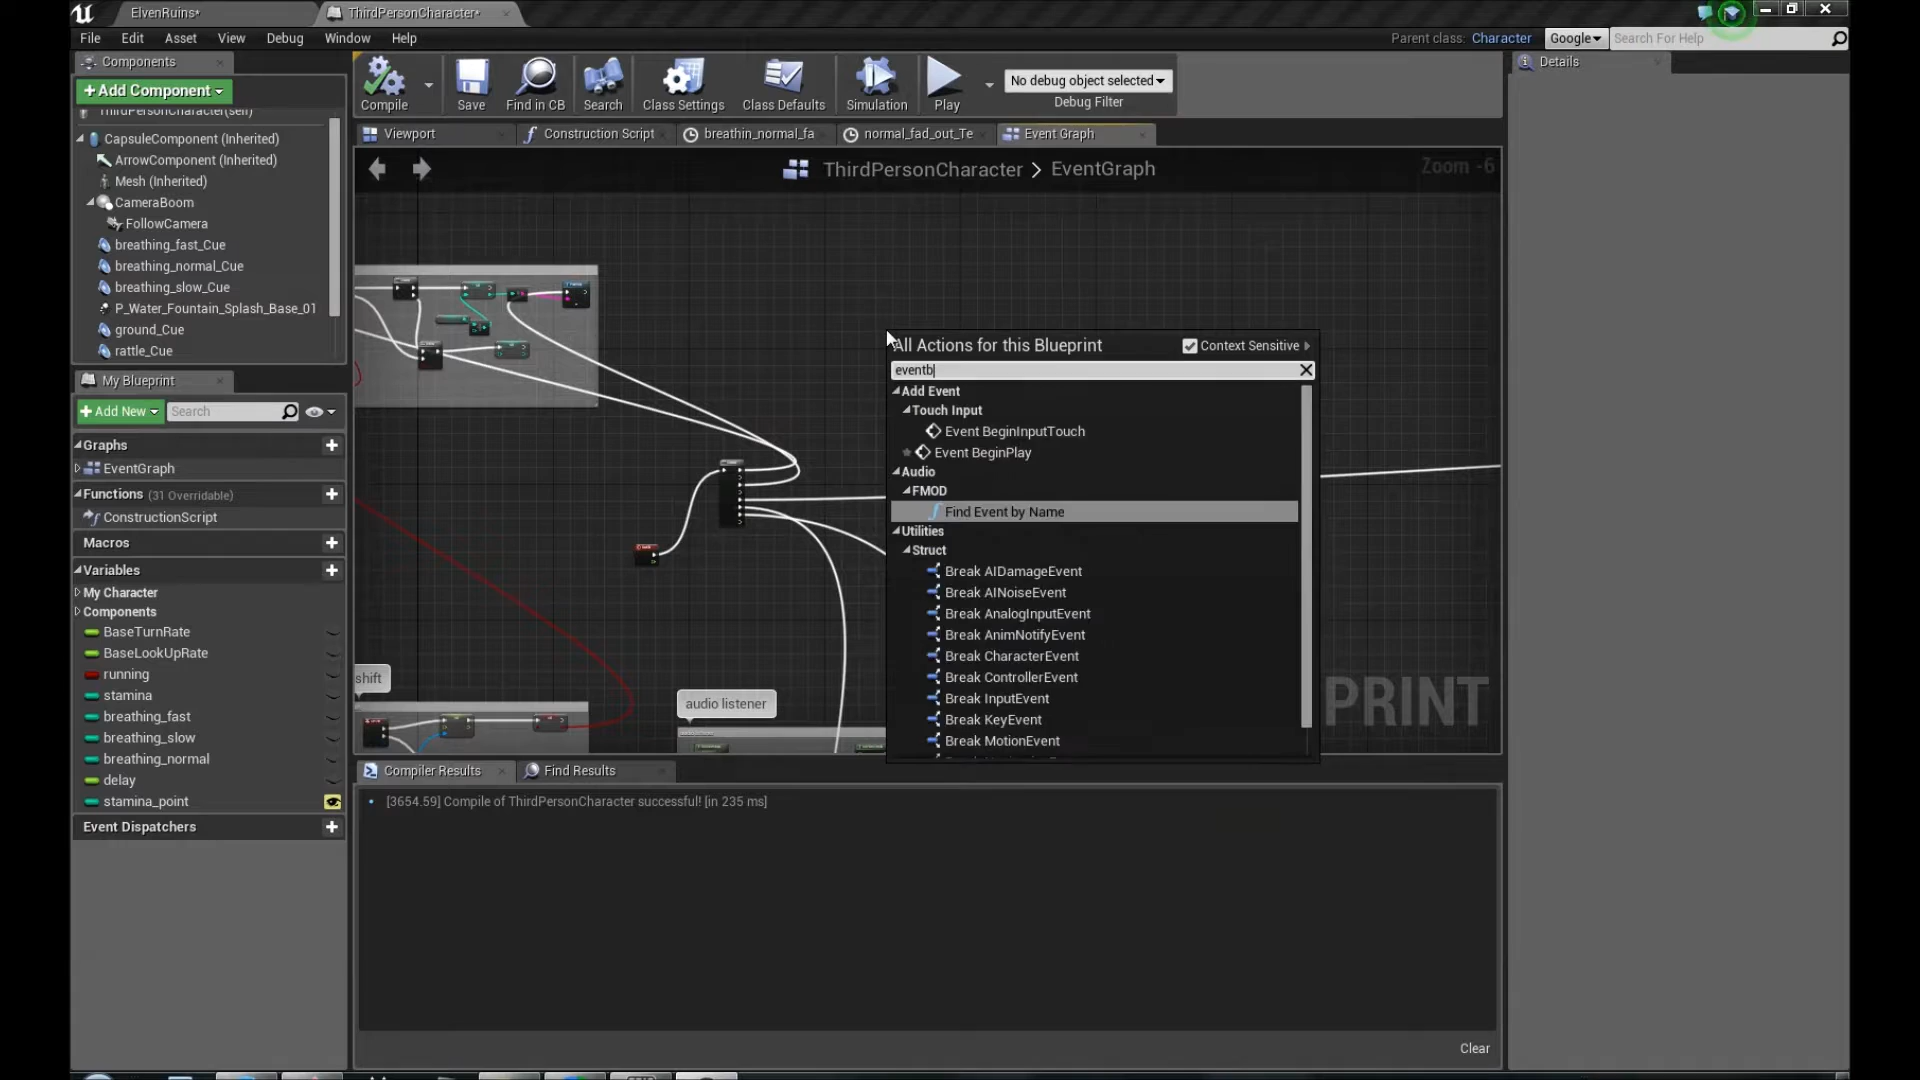 ElvenRuins*
ThirdPersonCharacter*
File Edit Asset View Debug Window Help
Parent class: Character Google Search For Help
Components
+Add Component
ThirdPersonCharacter(self)
CapsuleComponent (Inherited)
ArrowComponent (Inherited)
Mesh (Inherited)
CameraBoom
FollowCamera
breathing_fast_Cue
breathing_normal_Cue
breathing_slow_Cue
P_Water_Fountain_Splash_Base_01
ground_Cue
rattle_Cue
My Blueprint
+Add New Search
Graphs
EventGraph
Functions (31 Overridable)
ConstructionScript
Macros
Variables
My Character
Components
BaseTurnRate
BaseLookUpRate
running
stamina
breathing_fast
breathing_slow
breathing_normal
delay
stamina_point
Event Dispatchers
Compile Save Find in CB Search Class Settings Class Defaults Simulation Play
No debug object selected
Debug Filter
Viewport Construction Script breathin_normal_fa normal_fad_out_Te Event Graph
ThirdPersonCharacter > EventGraph
Zoom -6
All Actions for this Blueprint Context Sensitive
eventb
Add Event
Touch Input
Event BeginInputTouch
Event BeginPlay
Audio
FMOD
Find Event by Name
Utilities
Struct
Break AIDamageEvent
Break AINoiseEvent
Break AnalogInputEvent
Break AnimNotifyEvent
Break CharacterEvent
Break ControllerEvent
Break InputEvent
Break KeyEvent
Break MotionEvent
shift
audio listener
PRINT
Compiler Results Find Results
[3654.59] Compile of ThirdPersonCharacter successful! [in 235 ms]
Clear
Details